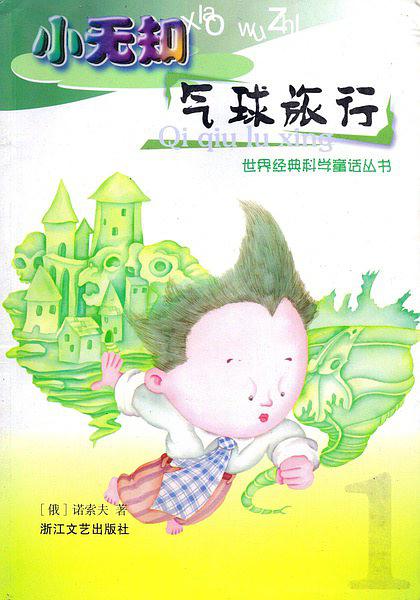 xIaO wu ZhI
小无知
气球旅行
Qi qiu lu xing
世界经典科学童话丛书
[俄]诺索夫 著
浙江文艺出版社
1